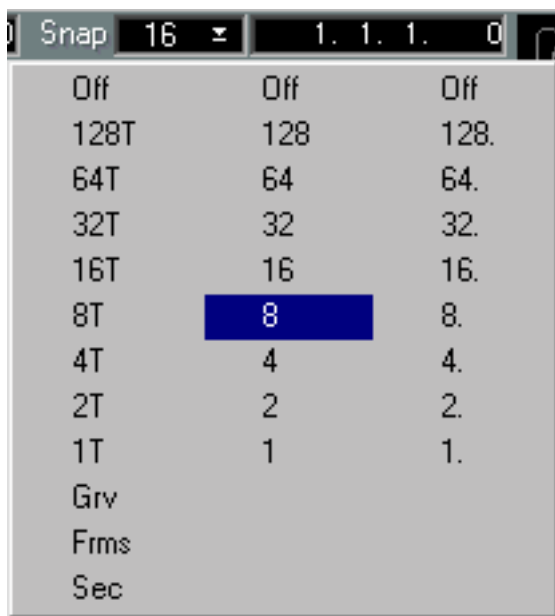 Snap 16 1. 1. 1. 0
Off Off Off
128T 128 128.
64T 64 64.
32T 32 32.
16T 16 16.
8T 8 8.
4T 4 4.
2T 2 2.
1T 1 1.
Grv
Frms
Sec